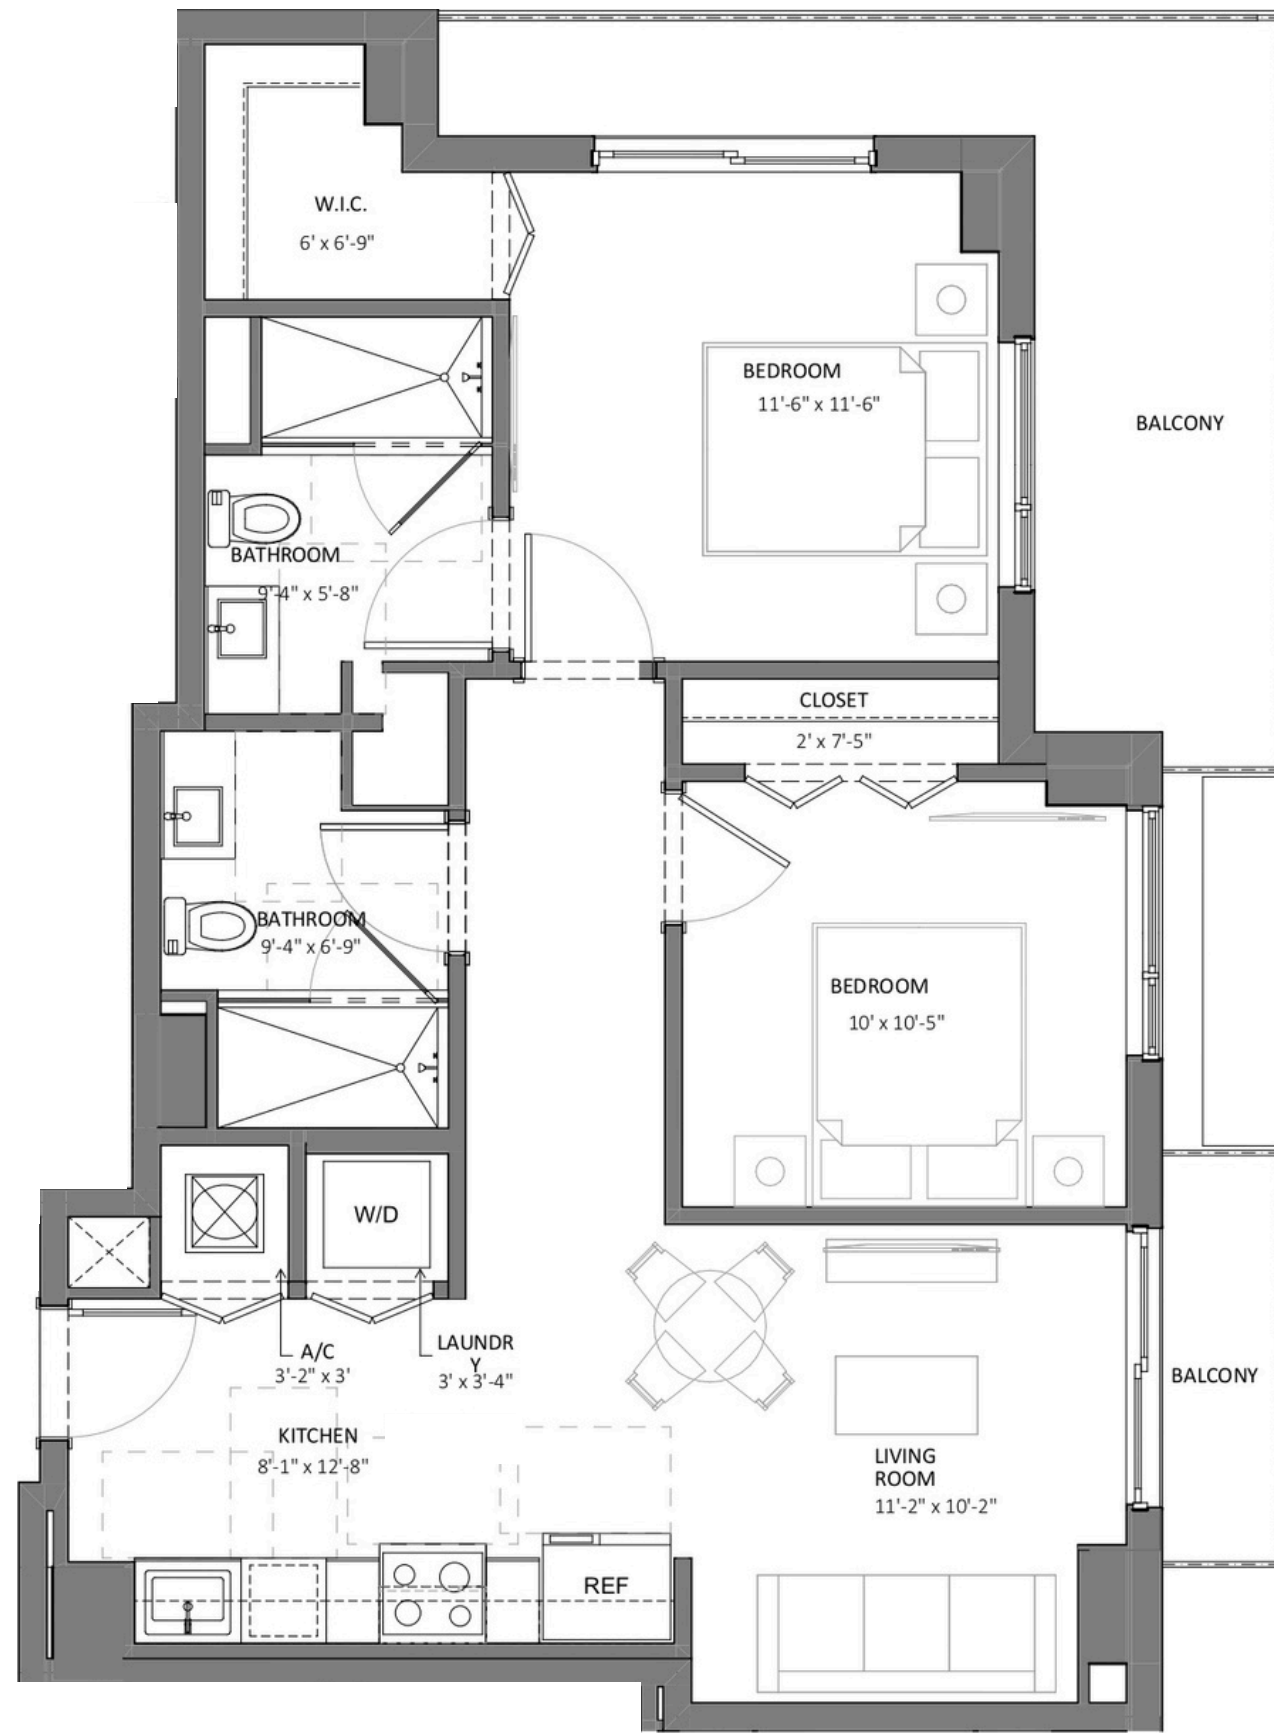 W.I.C.
6' x 6'-9"
BEDROOM
11'-6" x 11'-6"
BALCONY
BATHROOM
9'-4" x 5'-8"
CLOSET
2' x 7'-5"
BATHROOM
9'-4" x 6'-9"
BEDROOM
10' x 10'-5"
W/D
A/C
3'-2" x 3'
LAUNDR
Y
3' x 3'-4"
BALCONY
KITCHEN
8'-1" x 12'-8"
LIVING
ROOM
11'-2" x 10'-2"
REF